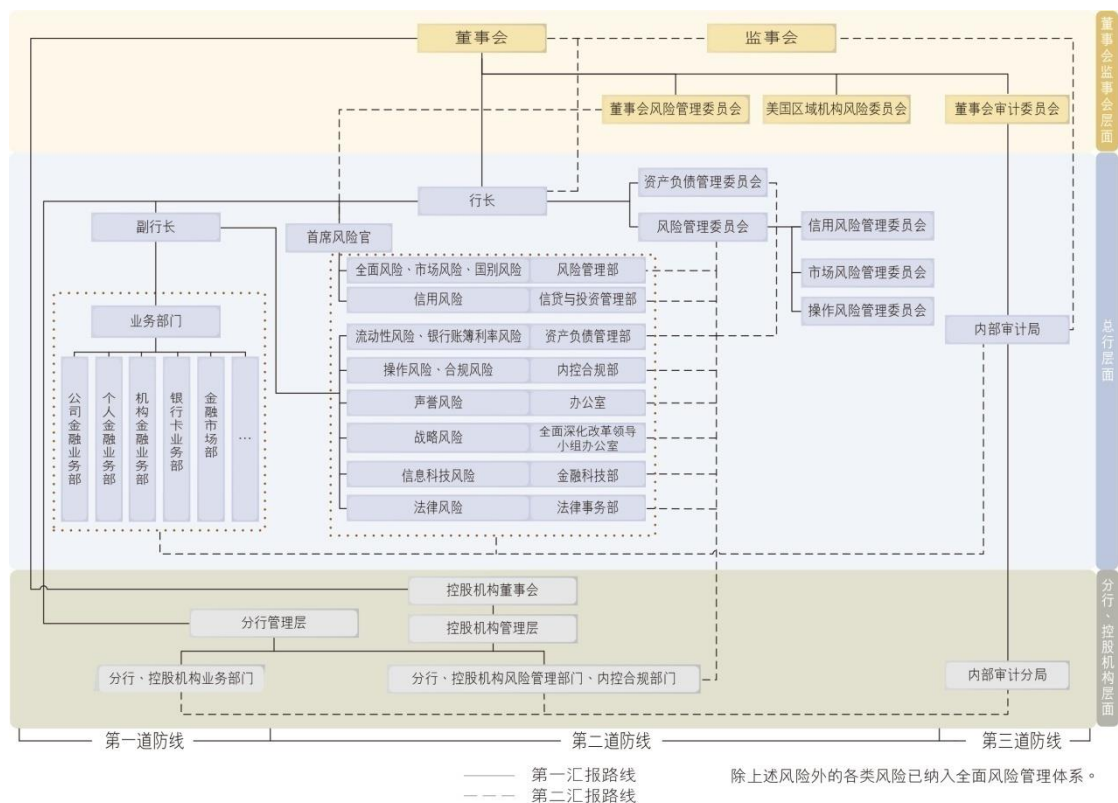 董事会
监事会
董事会监事会层面
董事会风险管理委员会
美国区域机构风险委员会
董事会审计委员会
资产负债管理委员会
行长
副行长
首席风险官
风险管理委员会
信用风险管理委员会
全面风险、市场风险、国别风险
风险管理部
市场风险管理委员会
信用风险
信贷与投资管理部
操作风险管理委员会
业务部门
流动性风险、银行账簿利率风险
资产负债管理部
内部审计局
总行层面
操作风险、合规风险
内控合规部
公司金融业务部
个人金融业务部
机构金融业务部
银行卡业务部
金融市场部
…
声誉风险
办公室
战略风险
全面深化改革领导
小组办公室
信息科技风险
金融科技部
法律风险
法律事务部
控股机构董事会
分行管理层
控股机构管理层
分行、控股机构层面
分行、控股机构业务部门
分行、控股机构风险管理部门、内控合规部门
内部审计分局
第一道防线
第二道防线
第三道防线
第一汇报路线
除上述风险外的各类风险已纳入全面风险管理体系。
第二汇报路线